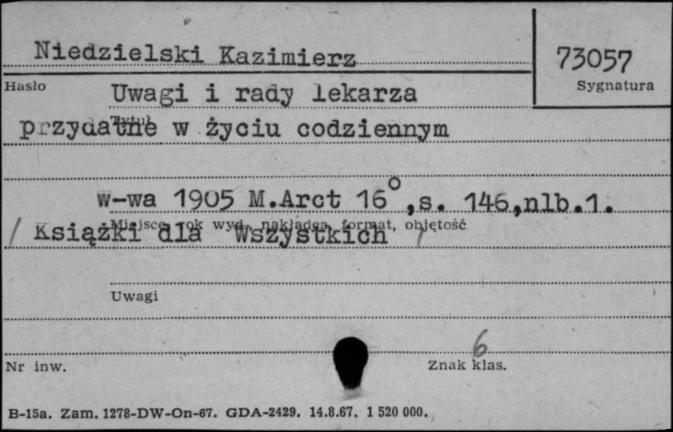 Niedzielski Kazimierz
73057
Hasło
Sygnatura
Uwagi i rady lekarza
Tytuł
przydatne w życiu codziennym
w-wa 1905 M.Arct 16°,s. 146,nlb.1.
Miejsce, rok wyd., nakładca, format, objętość
/ Książki dla Wszystkich /
Uwagi
6
Nr inw.
Znak klas.
B-15a. Zam. 1278-DW-On-67. GDA-2429. 14.8.67. 1 520 000.